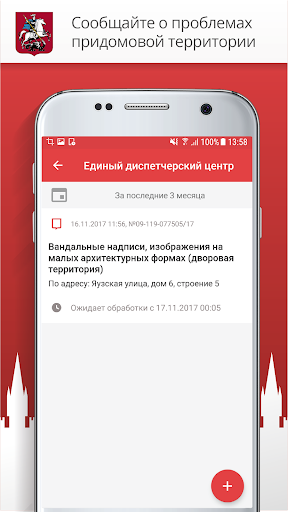 Сообщайте о проблемах
придомовой территории
100% 13:58
Единый диспетчерский центр
За последние 3 месяца
16.11.2017 11:56, №09-119-077505/17
Вандальные надписи, изображения на
малых архитектурных формах (дворовая
территория)
По адресу: Яузская улица, дом 6, строение 5
Ожидает обработки с 17.11.2017 00:05
+